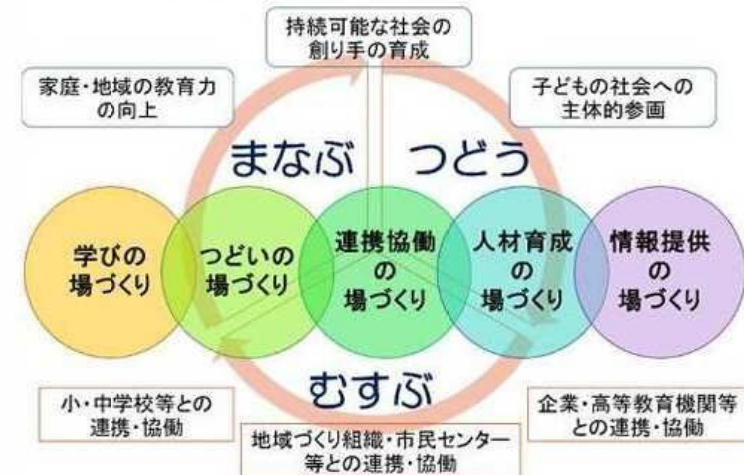 持続可能な社会の
創り手の育成
家庭・地域の教育力
の向上
子どもの社会への
主体的参画
まなぶ
つどう
学びの
場づくり
つどいの
場づくり
連携協働
の
場づくり
人材育成
の
場づくり
情報提供
の
場づくり
むすぶ
小・中学校等との
連携・協働
地域づくり組織・市民センター
等との連携・協働
企業・高等教育機関等
との連携・協働